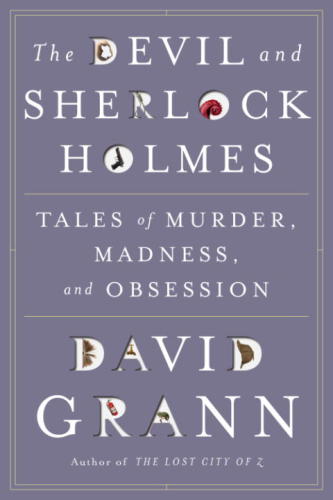 The DEVIL and
SHERLOCK
HOLMES
TALES of MURDER,
MADNESS,
and OBSESSION
DAVID
GRANN
Author of THE LOST CITY OF Z